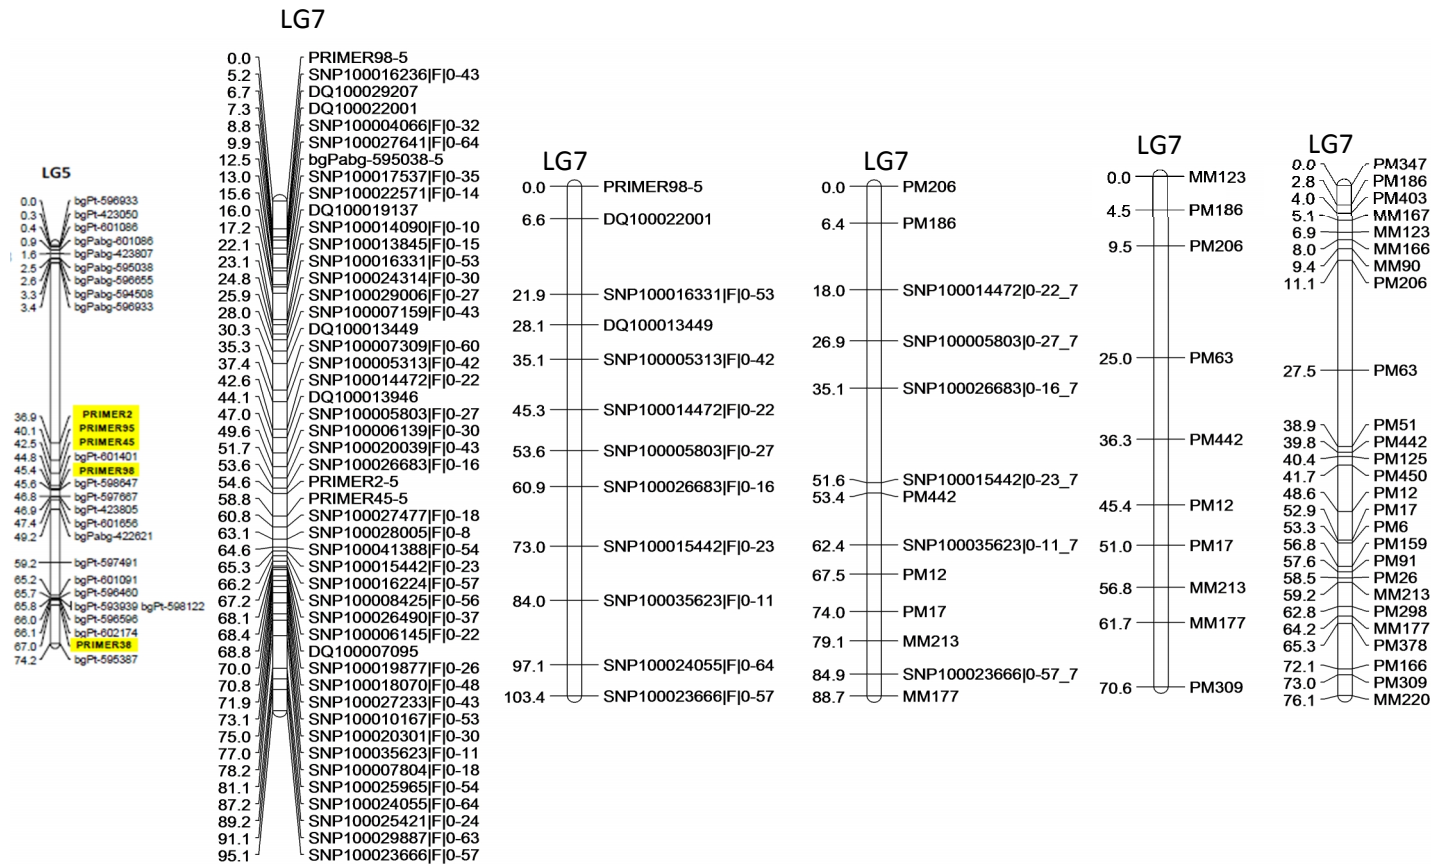 LG5
0.0 bgPt-596933
0.3 bgPt-423050
0.4 bgPt-601086
0.9 bgPabg-601086
1.6 bgPabg-423807
2.5 bgPabg-595038
2.6 bgPabg-596655
3.3 bgPabg-594508
3.4 bgPabg-596933
36.9 PRIMER2
40.1 PRIMER95
42.5 PRIMER45
44.8 bgPt-601401
45.4 PRIMER98
45.6 bgPt-598647
46.8 bgPt-597667
46.9 bgPt-423805
47.4 bgPt-601656
49.2 bgPabg-422621
59.2 bgPt-597491
65.2 bgPt-601091
65.7 bgPt-596460
65.8 bgPt-593939 bgPt-598122
66.0 bgPt-596596
66.1 bgPt-602174
67.0 PRIMER38
74.2 bgPt-595387
LG7
0.0 PRIMER98-5
5.2 SNP100016236|F|0-43
6.7 DQ100029207
7.3 DQ100022001
8.8 SNP100004066|F|0-32
9.9 SNP100027641|F|0-64
12.5 bgPabg-595038-5
13.0 SNP100017537|F|0-35
15.6 SNP100022571|F|0-14
16.0 DQ100019137
17.2 SNP100014090|F|0-10
22.1 SNP100013845|F|0-15
23.1 SNP100016331|F|0-53
24.8 SNP100024314|F|0-30
25.9 SNP100029006|F|0-27
28.0 SNP100007159|F|0-43
30.3 DQ100013449
35.3 SNP100007309|F|0-60
37.4 SNP100005313|F|0-42
42.6 SNP100014472|F|0-22
44.1 DQ100013946
47.0 SNP100005803|F|0-27
49.6 SNP100006139|F|0-30
51.7 SNP100020039|F|0-43
53.6 SNP100026683|F|0-16
54.6 PRIMER2-5
58.8 PRIMER45-5
60.8 SNP100027477|F|0-18
63.1 SNP100028005|F|0-8
64.6 SNP100041388|F|0-54
65.3 SNP100015442|F|0-23
66.2 SNP100016224|F|0-57
67.2 SNP100008425|F|0-56
68.1 SNP100026490|F|0-37
68.4 SNP100006145|F|0-22
68.8 DQ100007095
70.0 SNP100019877|F|0-26
70.8 SNP100018070|F|0-48
71.9 SNP100027233|F|0-43
73.1 SNP100010167|F|0-53
75.0 SNP100020301|F|0-30
77.0 SNP100035623|F|0-11
78.2 SNP100007804|F|0-18
81.1 SNP100025965|F|0-54
87.2 SNP100024055|F|0-64
89.2 SNP100025421|F|0-24
91.1 SNP100029887|F|0-63
95.1 SNP100023666|F|0-57
LG7
0.0 PRIMER98-5
6.6 DQ100022001
21.9 SNP100016331|F|0-53
28.1 DQ100013449
35.1 SNP100005313|F|0-42
45.3 SNP100014472|F|0-22
53.6 SNP100005803|F|0-27
60.9 SNP100026683|F|0-16
73.0 SNP100015442|F|0-23
84.0 SNP100035623|F|0-11
97.1 SNP100024055|F|0-64
103.4 SNP100023666|F|0-57
LG7
0.0 PM206
6.4 PM186
18.0 SNP100014472|0-22_7
26.9 SNP100005803|0-27_7
35.1 SNP100026683|0-16_7
51.6 SNP100015442|0-23_7
53.4 PM442
62.4 SNP100035623|0-11_7
67.5 PM12
74.0 PM17
79.1 MM213
84.9 SNP100023666|0-57_7
88.7 MM177
LG7
0.0 MM123
4.5 PM186
9.5 PM206
25.0 PM63
36.3 PM442
45.4 PM12
51.0 PM17
56.8 MM213
61.7 MM177
70.6 PM309
LG7
0.0 PM347
2.8 PM186
4.0 PM403
5.1 MM167
6.9 MM123
8.0 MM166
9.4 MM90
11.1 PM206
27.5 PM63
38.9 PM51
39.8 PM442
40.4 PM125
41.7 PM450
48.6 PM12
52.9 PM17
53.3 PM6
56.8 PM159
57.6 PM91
58.5 PM26
59.2 MM213
62.8 PM298
64.2 MM177
65.3 PM378
72.1 PM166
73.0 PM309
76.1 MM220